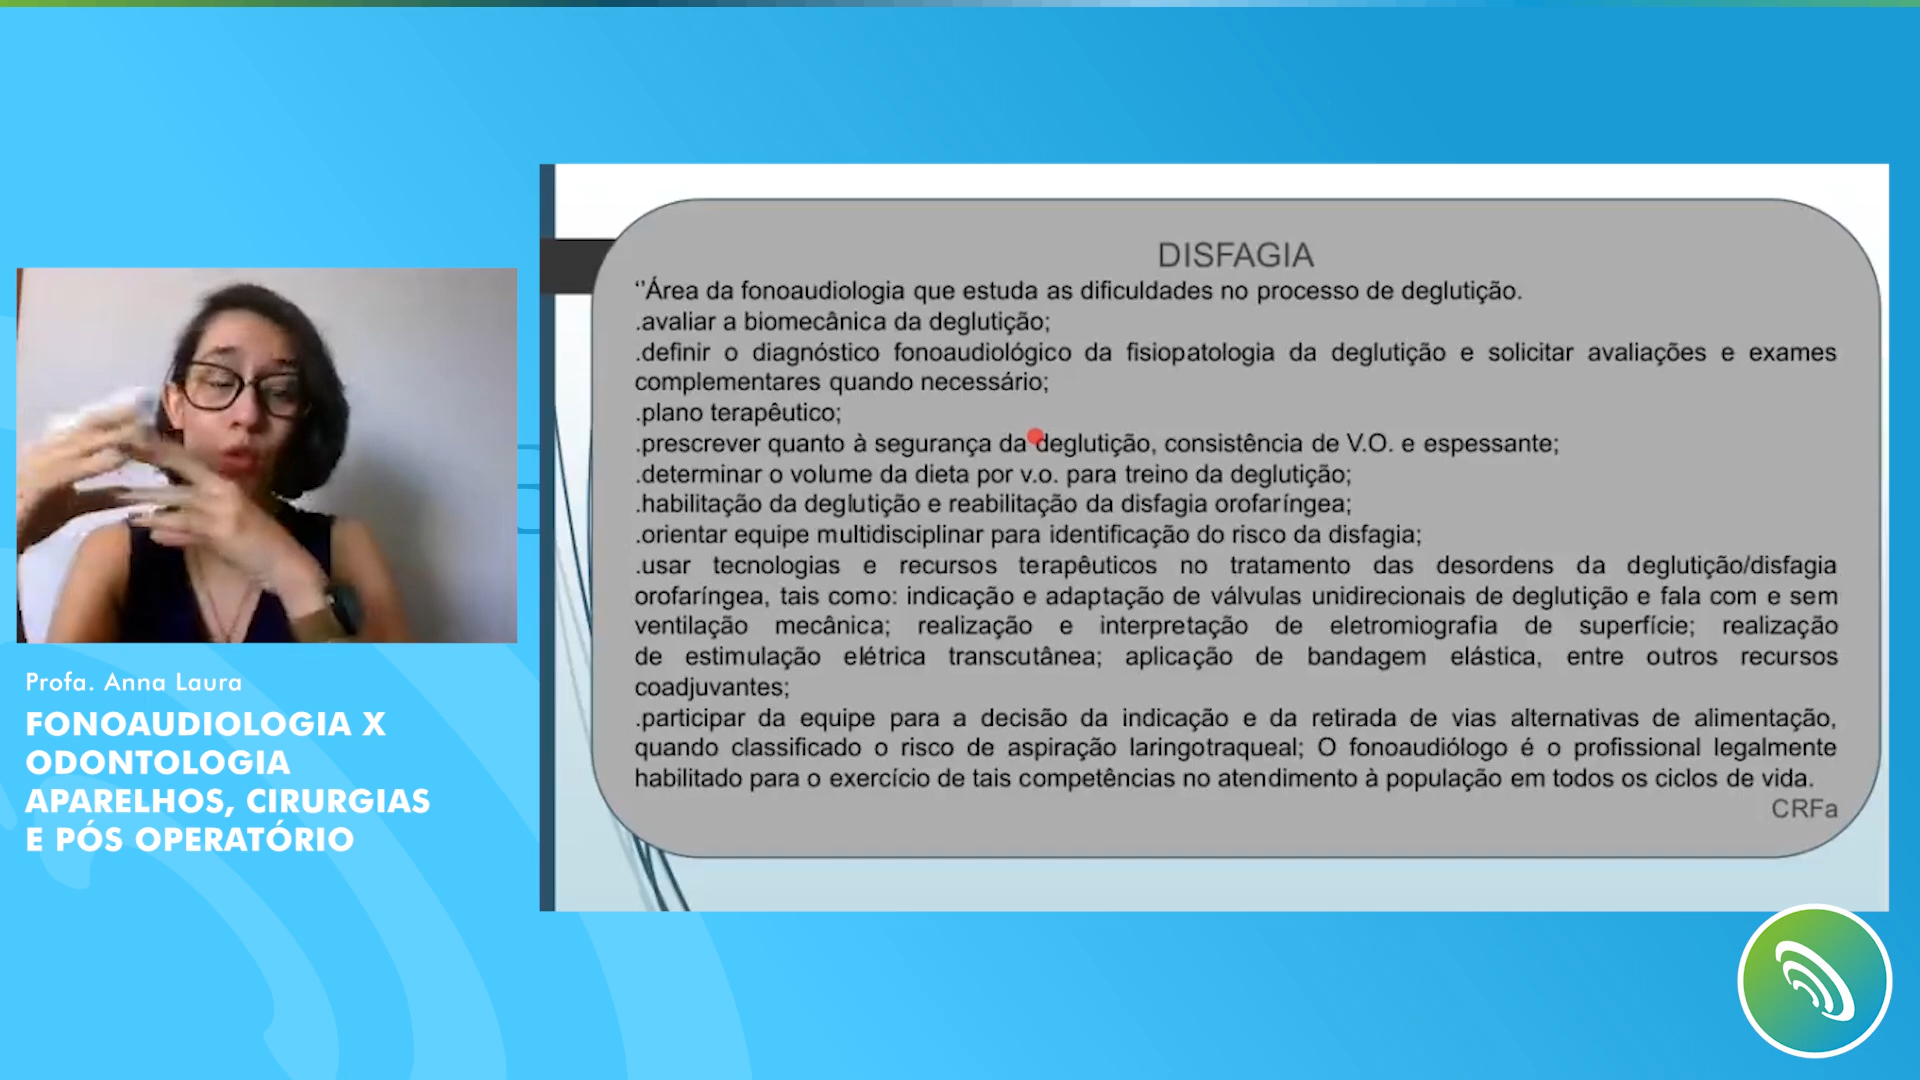 DISFAGIA
‘’Área da fonoaudiologia que estuda as dificuldades no processo de deglutição.
.avaliar a biomecânica da deglutição;
.definir o diagnóstico fonoaudiológico da fisiopatologia da deglutição e solicitar avaliações e exames
complementares quando necessário;
.plano terapêutico;
.prescrever quanto à segurança da deglutição, consistência de V.O. e espessante;
.determinar o volume da dieta por v.o. para treino da deglutição;
.habilitação da deglutição e reabilitação da disfagia orofaríngea;
.orientar equipe multidisciplinar para identificação do risco da disfagia;
.usar tecnologias e recursos terapêuticos no tratamento das desordens da deglutição/disfagia
orofaríngea, tais como: indicação e adaptação de válvulas unidirecionais de deglutição e fala com e sem
ventilação mecânica; realização e interpretação de eletromiografia de superfície; realização
de estimulação elétrica transcutânea; aplicação de bandagem elástica, entre outros recursos
coadjuvantes;
.participar da equipe para a decisão da indicação e da retirada de vias alternativas de alimentação,
quando classificado o risco de aspiração laringotraqueal; O fonoaudiólogo é o profissional legalmente
habilitado para o exercício de tais competências no atendimento à população em todos os ciclos de vida.
CRFa
Profa. Anna Laura
FONOAUDIOLOGIA X
ODONTOLOGIA
APARELHOS, CIRURGIAS
E PÓS OPERATÓRIO